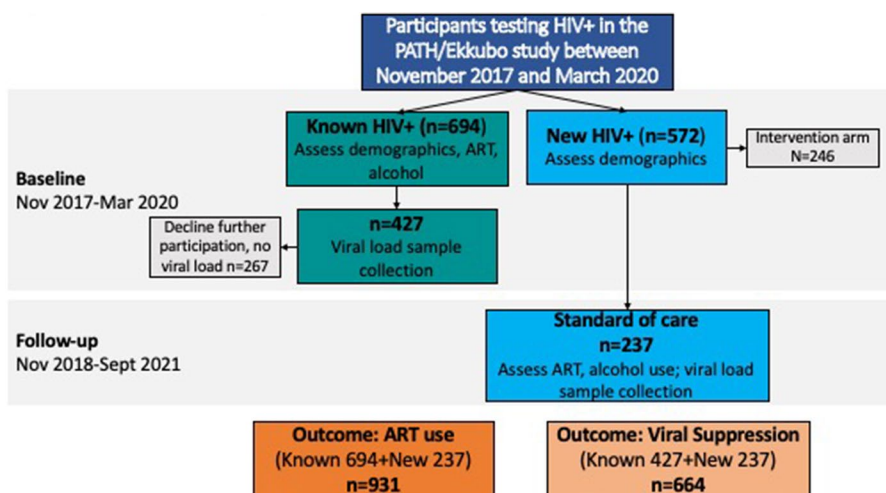 Participants testing HIV+ in the
PATH/Ekkubo study between
November 2017 and March 2020
Known HIV+ (n=694)
Assess demographics, ART,
alcohol
New HIV+ (n=572)
Assess demographics
Intervention arm
N=246
Baseline
Nov 2017-Mar 2020
n=427
Viral load sample
collection
Decline further
participation, no
viral load n=267
Follow-up
Nov 2018-Sept 2021
Standard of care
n=237
Assess ART, alcohol use; viral load
sample collection
Outcome: ART use
(Known 694+New 237)
n=931
Outcome: Viral Suppression
(Known 427+New 237)
n=664